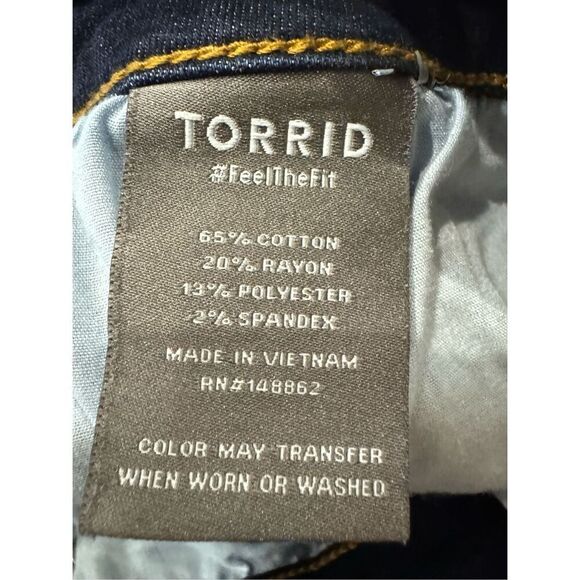 TORRID
#FeelTheFit
65% COTTON
20% RAYON
13% POLYESTER
2% SPANDEX
MADE IN VIETNAM
RN#148862
COLOR MAY TRANSFER
WHEN WORN OR WASHED